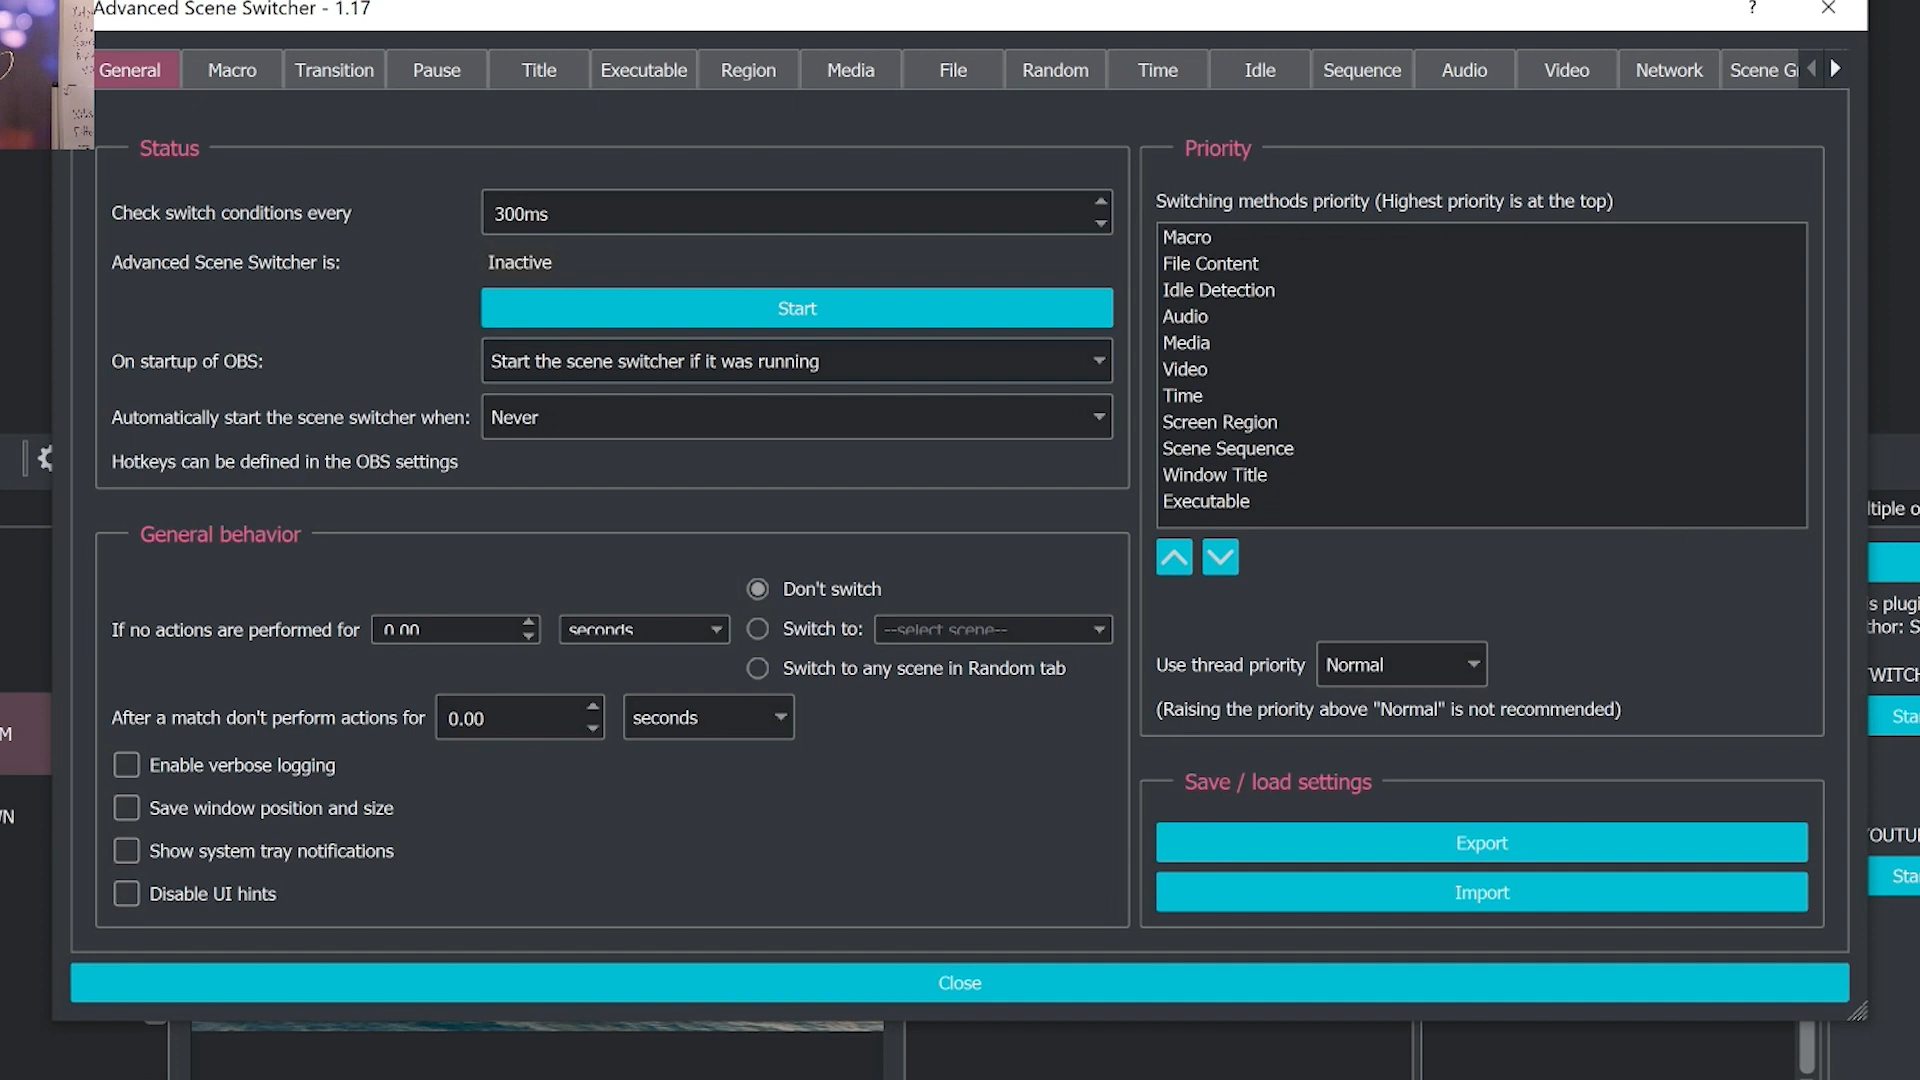 Advanced Scene Switcher - 1.17
?
General Macro Transition Pause Title Executable Region Media File Random Time Idle Sequence Audio Video Network Scene Gr
Status
Check switch conditions every 300ms
Advanced Scene Switcher is: Inactive
Start
On startup of OBS: Start the scene switcher if it was running
Automatically start the scene switcher when: Never
Hotkeys can be defined in the OBS settings
General behavior
Don't switch
If no actions are performed for 0.00 seconds Switch to: --select scene--
Switch to any scene in Random tab
After a match don't perform actions for 0.00 seconds
Enable verbose logging
Save window position and size
Show system tray notifications
Disable UI hints
Priority
Switching methods priority (Highest priority is at the top)
Macro
File Content
Idle Detection
Audio
Media
Video
Time
Screen Region
Scene Sequence
Window Title
Executable
Use thread priority Normal
(Raising the priority above "Normal" is not recommended)
Save / load settings
Export
Import
Close